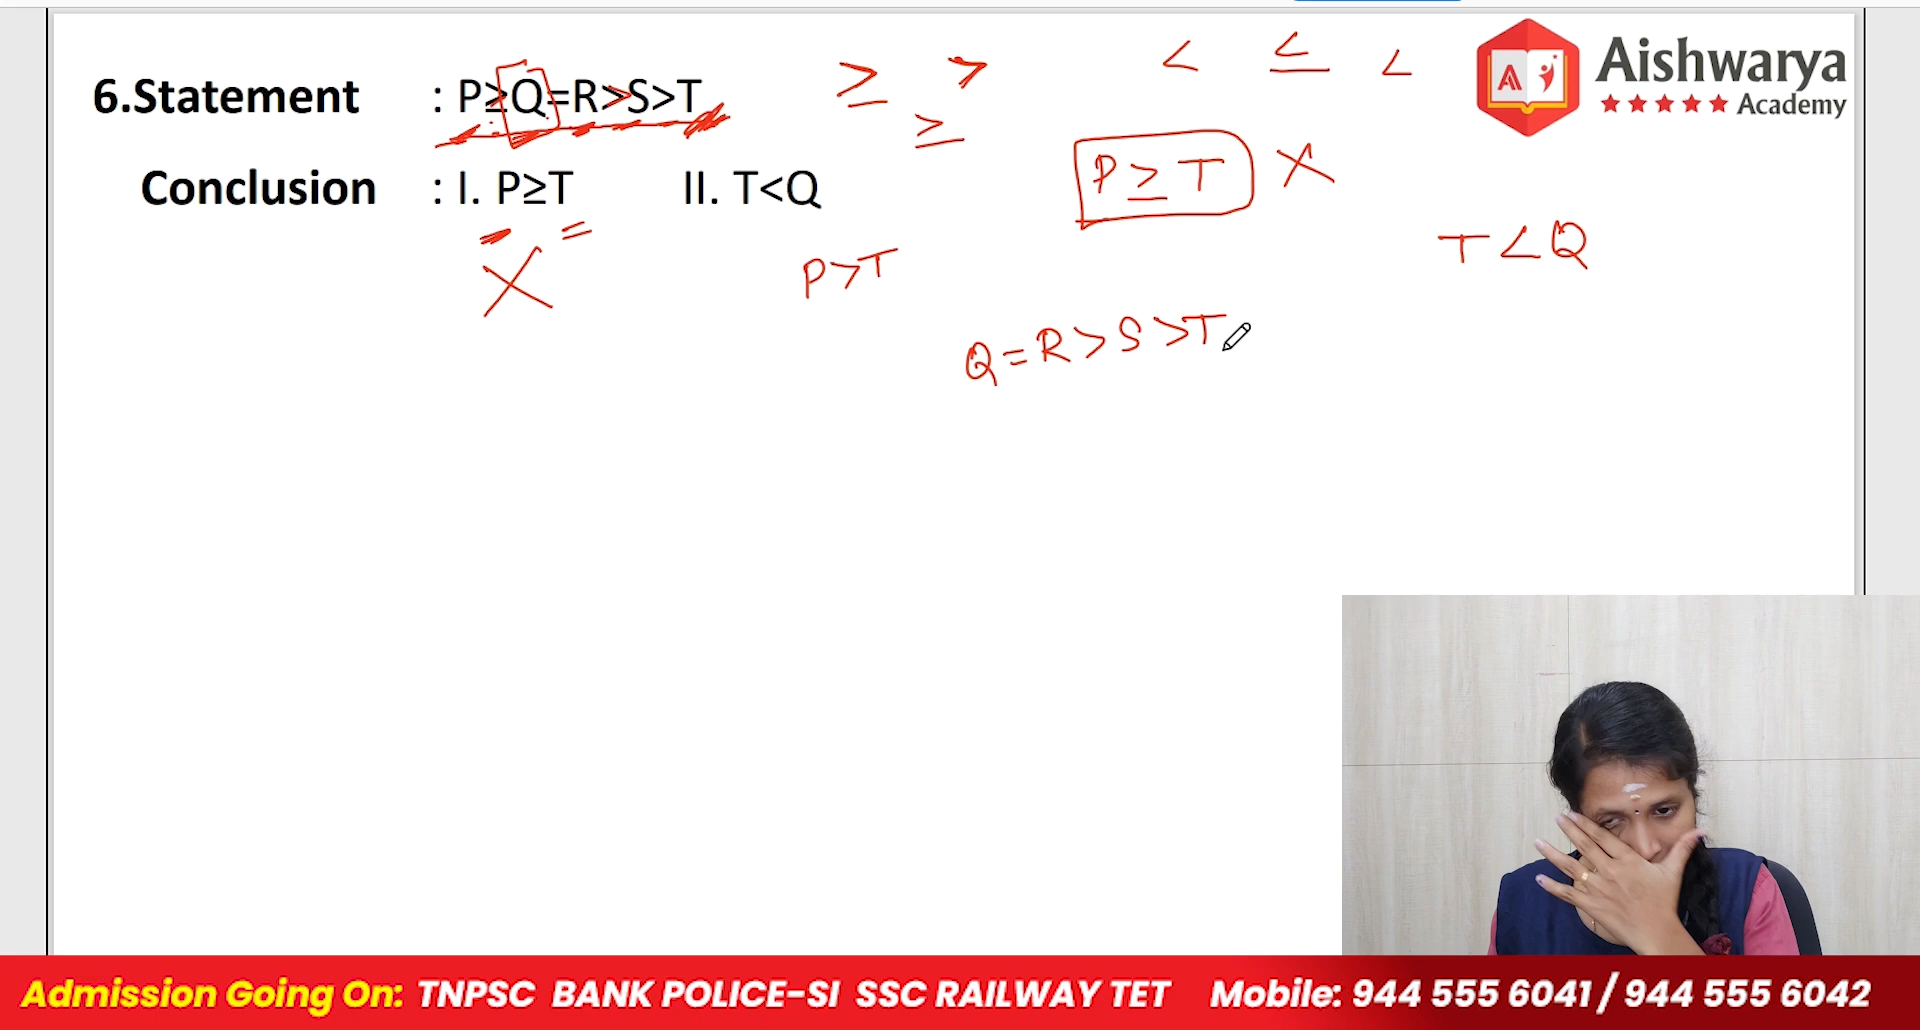 6.Statement : P≥Q=R>S>T
Conclusion : I. P≥T II. T<Q
≥ >
≥
< ≤ <
P ≥ T X
=
X
P>T
T<Q
Q=R>S>T
A
Aishwarya
Academy
Admission Going On: TNPSC BANK POLICE-SI SSC RAILWAY TET Mobile: 944 555 6041 / 944 555 6042